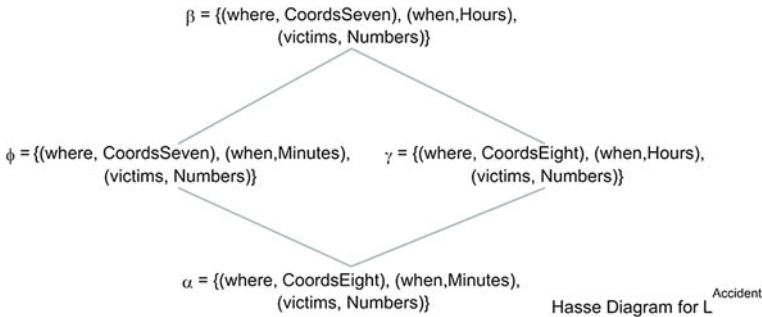 β = {(where, CoordsSeven), (when,Hours),
(victims, Numbers)}
ϕ = {(where, CoordsSeven), (when,Minutes),
(victims, Numbers)}
γ = {(where, CoordsEight), (when,Hours),
(victims, Numbers)}
α = {(where, CoordsEight), (when,Minutes),
(victims, Numbers)}
Hasse Diagram for L^Accident